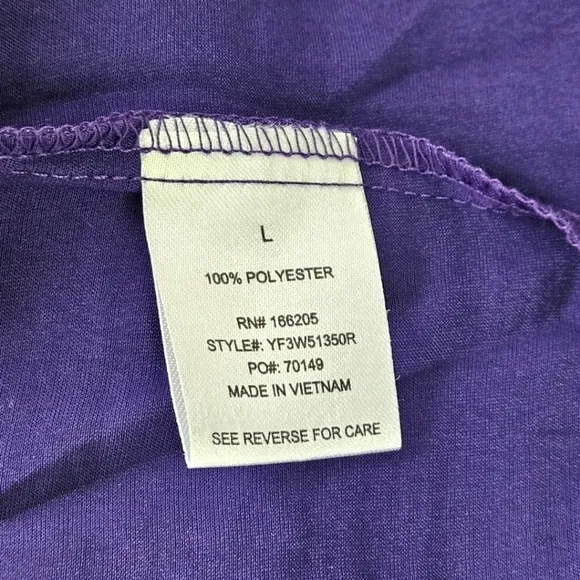 L
100% POLYESTER
RN# 166205
STYLE#: YF3W51350R
PO#: 70149
MADE IN VIETNAM
SEE REVERSE FOR CARE